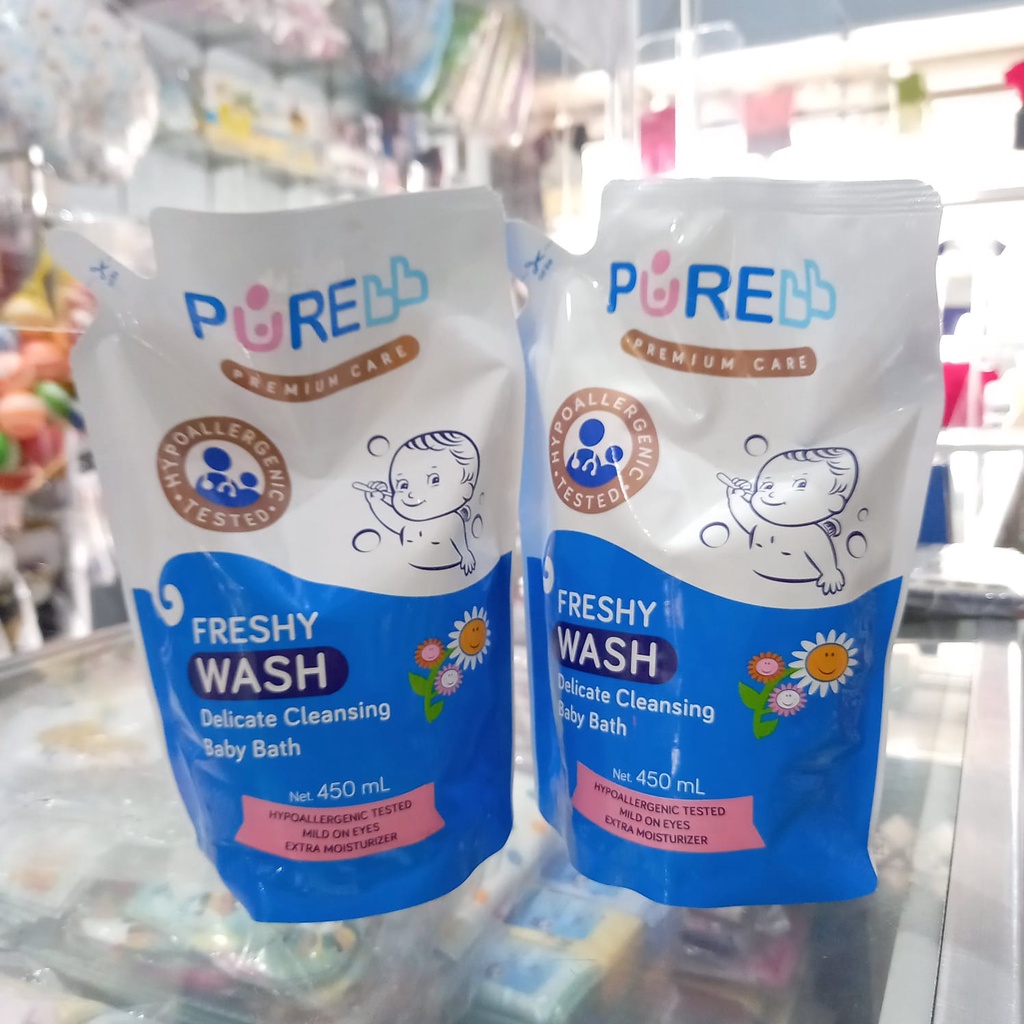 PUREBB
PREMIUM CARE
HYPOALLERGENIC
TESTED
FRESHY
WASH
Delicate Cleansing
Baby Bath
Net. 450 mL
HYPOALLERGENIC TESTED
MILD ON EYES
EXTRA MOISTURIZER
PUREBB
PREMIUM CARE
HYPOALLERGENIC
TESTED
FRESHY
WASH
Delicate Cleansing
Baby Bath
Net. 450 mL
HYPOALLERGENIC TESTED
MILD ON EYES
EXTRA MOISTURIZER